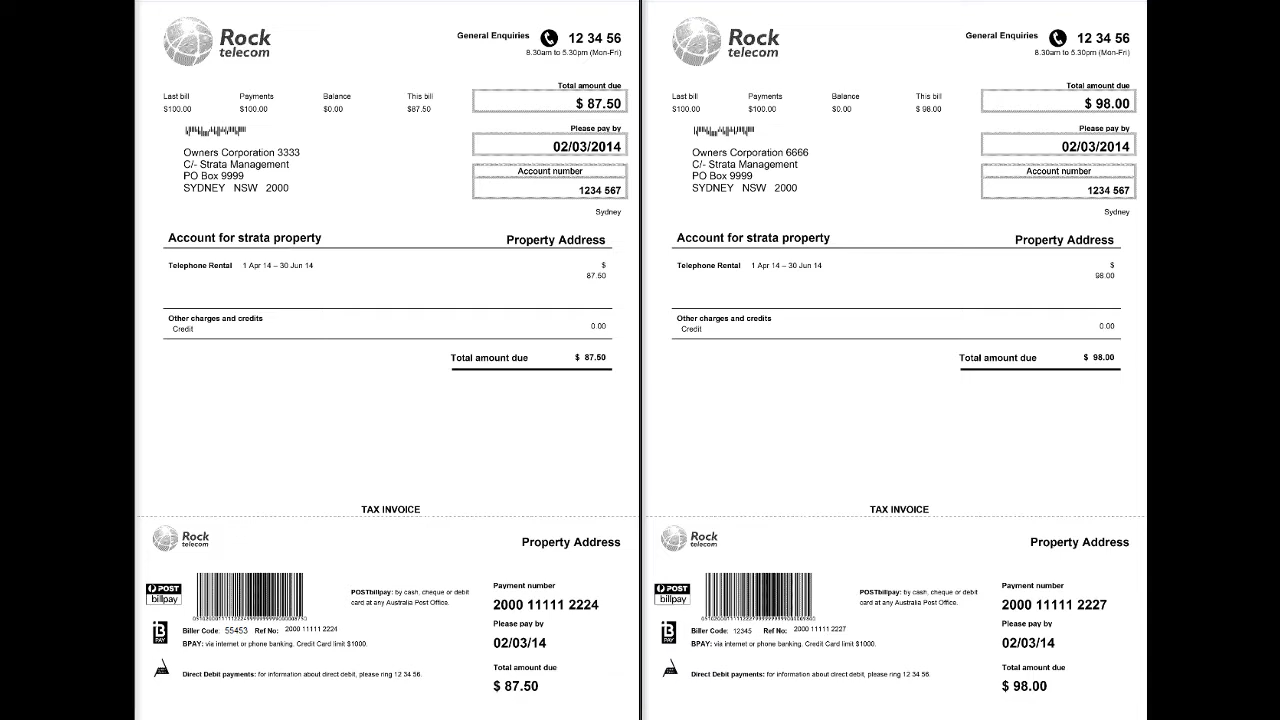 Rock
telecom
General Enquiries 12 34 56
8.30am to 5.30pm (Mon-Fri)
Total amount due
Last bill Payments Balance This bill
$100.00 $100.00 $0.00 $87.50
$ 87.50
Please pay by
02/03/2014
Owners Corporation 3333
C/- Strata Management
PO Box 9999
SYDNEY NSW 2000
Account number
1234 567
Sydney
Account for strata property Property Address
Telephone Rental 1 Apr 14 – 30 Jun 14 $
87.50
Other charges and credits
Credit 0.00
Total amount due $ 87.50
TAX INVOICE
Rock
telecom
Property Address
POST
billpay
POSTbillpay: by cash, cheque or debit
card at any Australia Post Office.
Payment number
2000 11111 2224
Please pay by
02/03/14
B
PAY
Biller Code: 55453 Ref No: 2000 11111 2224
BPAY: via internet or phone banking. Credit Card limit $1000.
Total amount due
$ 87.50
Direct Debit payments: for information about direct debit, please ring 12 34 56.
Rock
telecom
General Enquiries 12 34 56
8.30am to 5.30pm (Mon-Fri)
Total amount due
Last bill Payments Balance This bill
$100.00 $100.00 $0.00 $ 98.00
$ 98.00
Please pay by
02/03/2014
Owners Corporation 6666
C/- Strata Management
PO Box 9999
SYDNEY NSW 2000
Account number
1234 567
Sydney
Account for strata property Property Address
Telephone Rental 1 Apr 14 – 30 Jun 14 $
98.00
Other charges and credits
Credit 0.00
Total amount due $ 98.00
TAX INVOICE
Rock
telecom
Property Address
POST
billpay
POSTbillpay: by cash, cheque or debit
card at any Australia Post Office.
Payment number
2000 11111 2227
Please pay by
02/03/14
B
PAY
Biller Code: 12345 Ref No: 2000 11111 2227
BPAY: via internet or phone banking. Credit Card limit $1000.
Total amount due
$ 98.00
Direct Debit payments: for information about direct debit, please ring 12 34 56